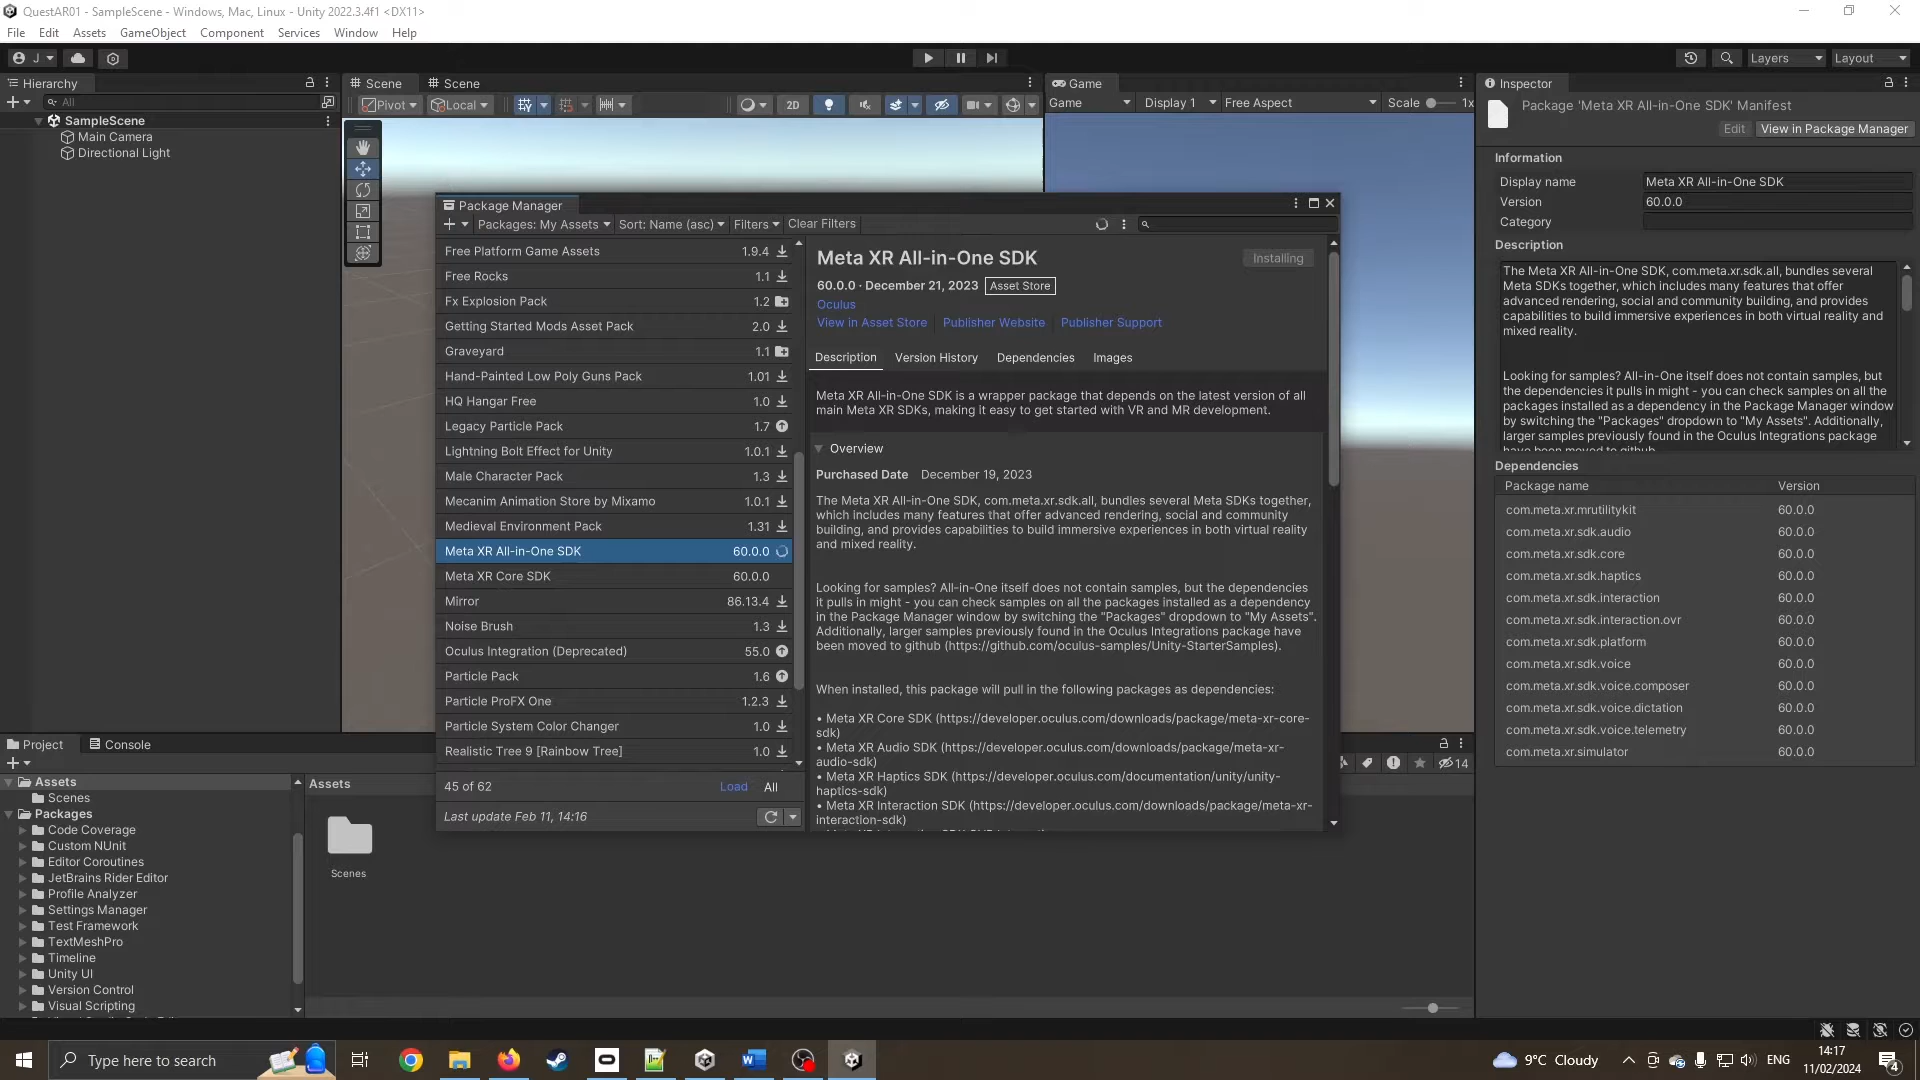 QuestAR01 - SampleScene - Windows, Mac, Linux - Unity 2022.3.4f1 <DX11>
File Edit Assets GameObject Component Services Window Help
J
Layers Layout
Hierarchy
All
SampleScene
Main Camera
Directional Light
Scene Scene
Pivot Local 2D
Game
Game Display 1 Free Aspect Scale 1x
Package Manager
Packages: My Assets Sort: Name (asc) Filters Clear Filters
Free Platform Game Assets 1.9.4
Free Rocks 1.1
Fx Explosion Pack 1.2
Getting Started Mods Asset Pack 2.0
Graveyard 1.1
Hand-Painted Low Poly Guns Pack 1.01
HQ Hangar Free 1.0
Legacy Particle Pack 1.7
Lightning Bolt Effect for Unity 1.0.1
Male Character Pack 1.3
Mecanim Animation Store by Mixamo 1.0.1
Medieval Environment Pack 1.31
Meta XR All-in-One SDK 60.0.0
Meta XR Core SDK 60.0.0
Mirror 86.13.4
Noise Brush 1.3
Oculus Integration (Deprecated) 55.0
Particle Pack 1.6
Particle ProFX One 1.2.3
Particle System Color Changer 1.0
Realistic Tree 9 [Rainbow Tree] 1.0
45 of 62 Load All
Last update Feb 11, 14:16
Meta XR All-in-One SDK Installing
60.0.0 · December 21, 2023 Asset Store
Oculus
View in Asset Store Publisher Website Publisher Support
Description Version History Dependencies Images
Meta XR All-in-One SDK is a wrapper package that depends on the latest version of all
main Meta XR SDKs, making it easy to get started with VR and MR development.
Overview
Purchased Date December 19, 2023
The Meta XR All-in-One SDK, com.meta.xr.sdk.all, bundles several Meta SDKs together,
which includes many features that offer advanced rendering, social and community
building, and provides capabilities to build immersive experiences in both virtual reality
and mixed reality.
Looking for samples? All-in-One itself does not contain samples, but the dependencies
it pulls in might - you can check samples on all the packages installed as a dependency
in the Package Manager window by switching the "Packages" dropdown to "My Assets".
Additionally, larger samples previously found in the Oculus Integrations package have
been moved to github (https://github.com/oculus-samples/Unity-StarterSamples).
When installed, this package will pull in the following packages as dependencies:
• Meta XR Core SDK (https://developer.oculus.com/downloads/package/meta-xr-core-
sdk)
• Meta XR Audio SDK (https://developer.oculus.com/downloads/package/meta-xr-
audio-sdk)
• Meta XR Haptics SDK (https://developer.oculus.com/documentation/unity/unity-
haptics-sdk)
• Meta XR Interaction SDK (https://developer.oculus.com/downloads/package/meta-xr-
interaction-sdk)
Inspector
Package 'Meta XR All-in-One SDK' Manifest
Edit View in Package Manager
Information
Display name Meta XR All-in-One SDK
Version 60.0.0
Category
Description
The Meta XR All-in-One SDK, com.meta.xr.sdk.all, bundles several
Meta SDKs together, which includes many features that offer
advanced rendering, social and community building, and provides
capabilities to build immersive experiences in both virtual reality and
mixed reality.
Looking for samples? All-in-One itself does not contain samples, but
the dependencies it pulls in might - you can check samples on all the
packages installed as a dependency in the Package Manager window
by switching the "Packages" dropdown to "My Assets". Additionally,
larger samples previously found in the Oculus Integrations package
have been moved to github
Dependencies
Package name Version
com.meta.xr.mrutilitykit 60.0.0
com.meta.xr.sdk.audio 60.0.0
com.meta.xr.sdk.core 60.0.0
com.meta.xr.sdk.haptics 60.0.0
com.meta.xr.sdk.interaction 60.0.0
com.meta.xr.sdk.interaction.ovr 60.0.0
com.meta.xr.sdk.platform 60.0.0
com.meta.xr.sdk.voice 60.0.0
com.meta.xr.sdk.voice.composer 60.0.0
com.meta.xr.sdk.voice.dictation 60.0.0
com.meta.xr.sdk.voice.telemetry 60.0.0
com.meta.xr.simulator 60.0.0
Project Console
14
Assets
Scenes
Packages
Code Coverage
Custom NUnit
Editor Coroutines
JetBrains Rider Editor
Profile Analyzer
Settings Manager
Test Framework
TextMeshPro
Timeline
Unity UI
Version Control
Visual Scripting
Assets
Scenes
Type here to search
9°C Cloudy
ENG
14:17
11/02/2024
4